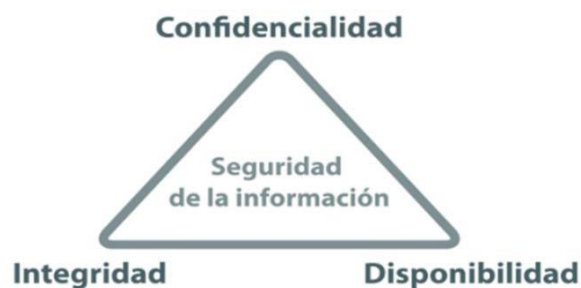 Confidencialidad
Seguridad
de la información
Integridad
Disponibilidad